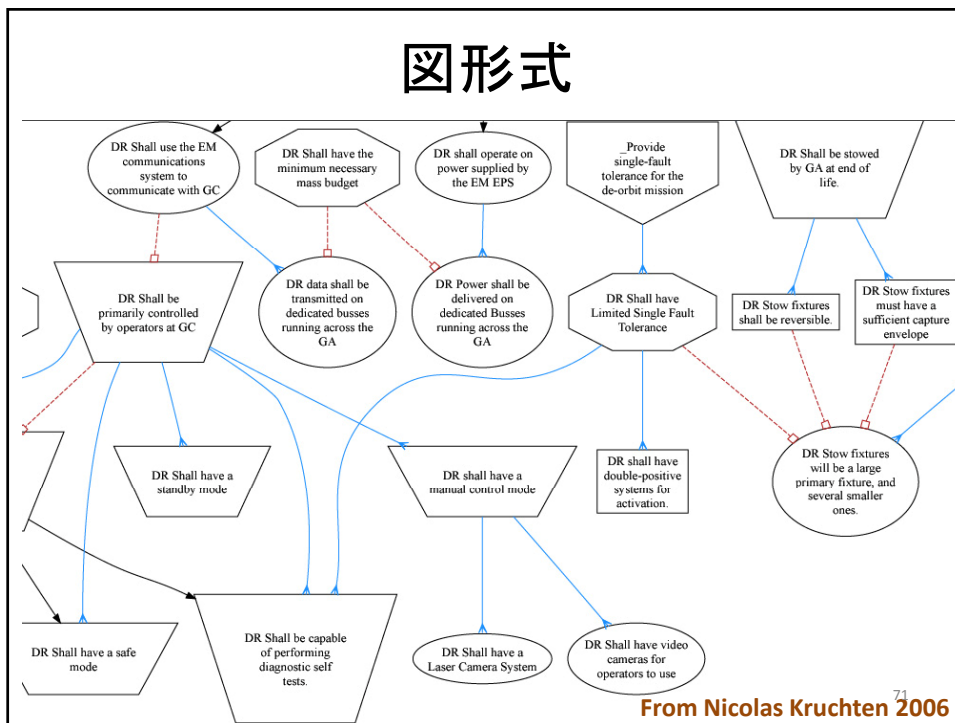 図形式
DR Shall use the EM
communications
system to
communicate with GC
DR Shall have the
minimum necessary
mass budget
DR shall operate on
power supplied by
the EM EPS
_Provide
single-fault
tolerance for the
de-orbit mission
DR Shall be stowed
by GA at end of
life.
DR Shall be
primarily controlled
by operators at GC
DR data shall be
transmitted on
dedicated busses
running across the
GA
DR Power shall be
delivered on
dedicated Busses
running across the
GA
DR Shall have
Limited Single Fault
Tolerance
DR Stow fixtures
shall be reversible.
DR Stow fixtures
must have a
sufficient capture
envelope
DR Shall have a
standby mode
DR shall have a
manual control mode
DR shall have
double-positive
systems for
activation.
DR Stow fixtures
will be a large
primary fixture, and
several smaller
ones.
DR Shall have a safe
mode
DR Shall be capable
of performing
diagnostic self
tests.
DR Shall have a
Laser Camera System
DR Shall have video
cameras for
operators to use
71
From Nicolas Kruchten 2006